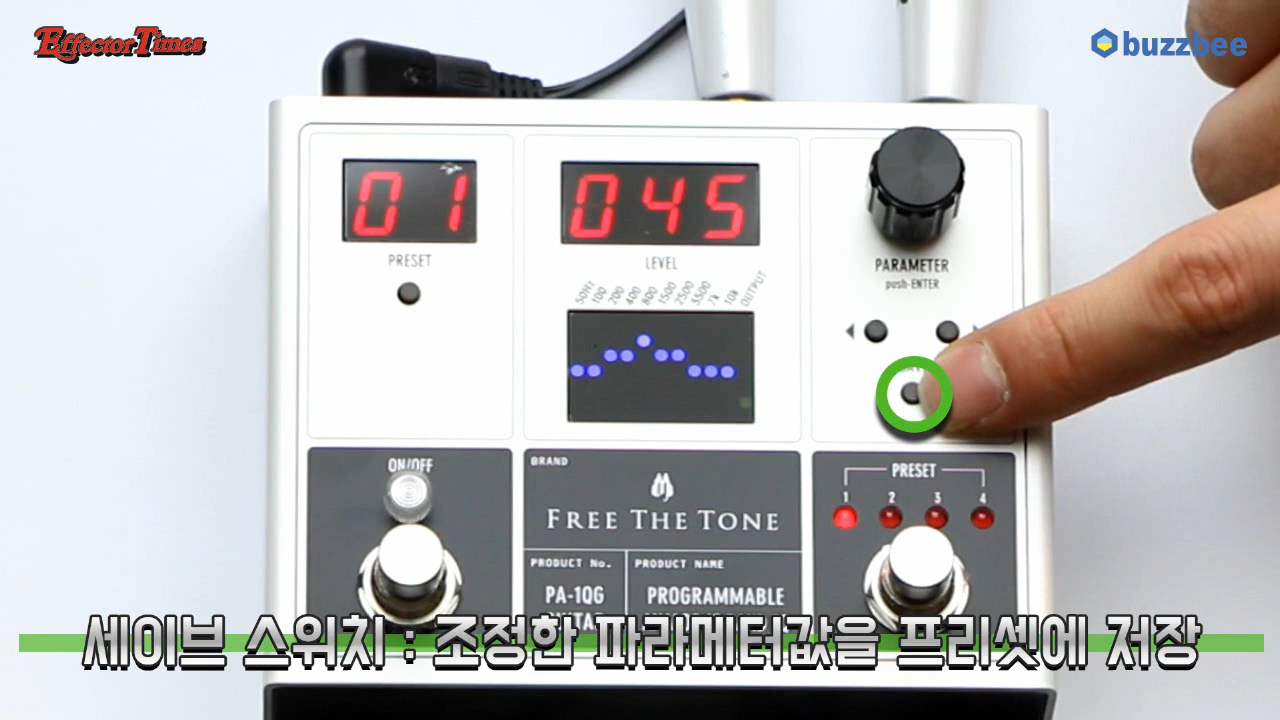 Effector Times
buzzbee
01
045
PRESET
LEVEL
50Hz 100 200 400 800 1500 2500 3500 7k 10k OUTPUT
PARAMETER
push-ENTER
ON/OFF
BRAND
FREE THE TONE
PRODUCT No.
PA-1QG
PRODUCT NAME
PROGRAMMABLE
PRESET
1 2 3 4
세이브 스위치 : 조정한 파라메터값을 프리셋에 저장